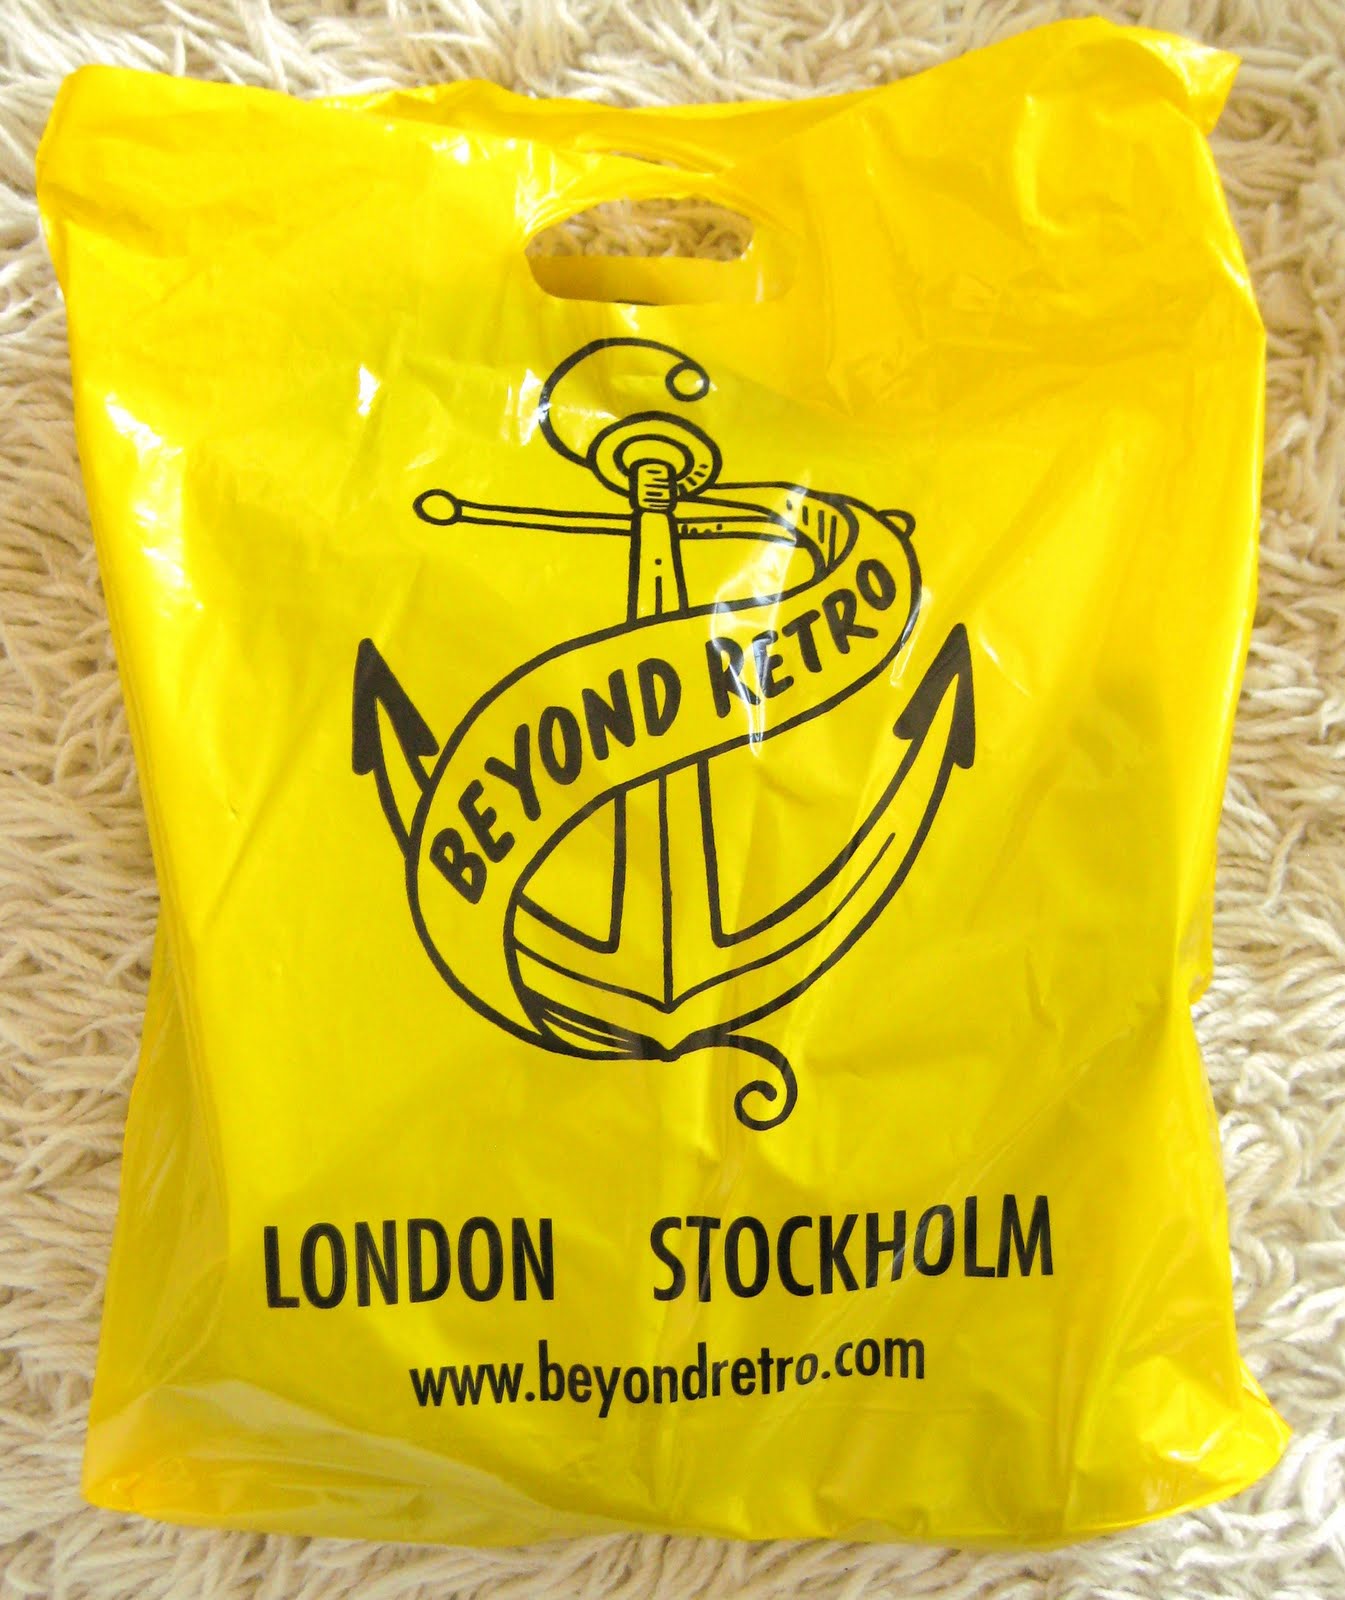 BEYOND RETRO
LONDON STOCKHOLM
www.beyondretro.com